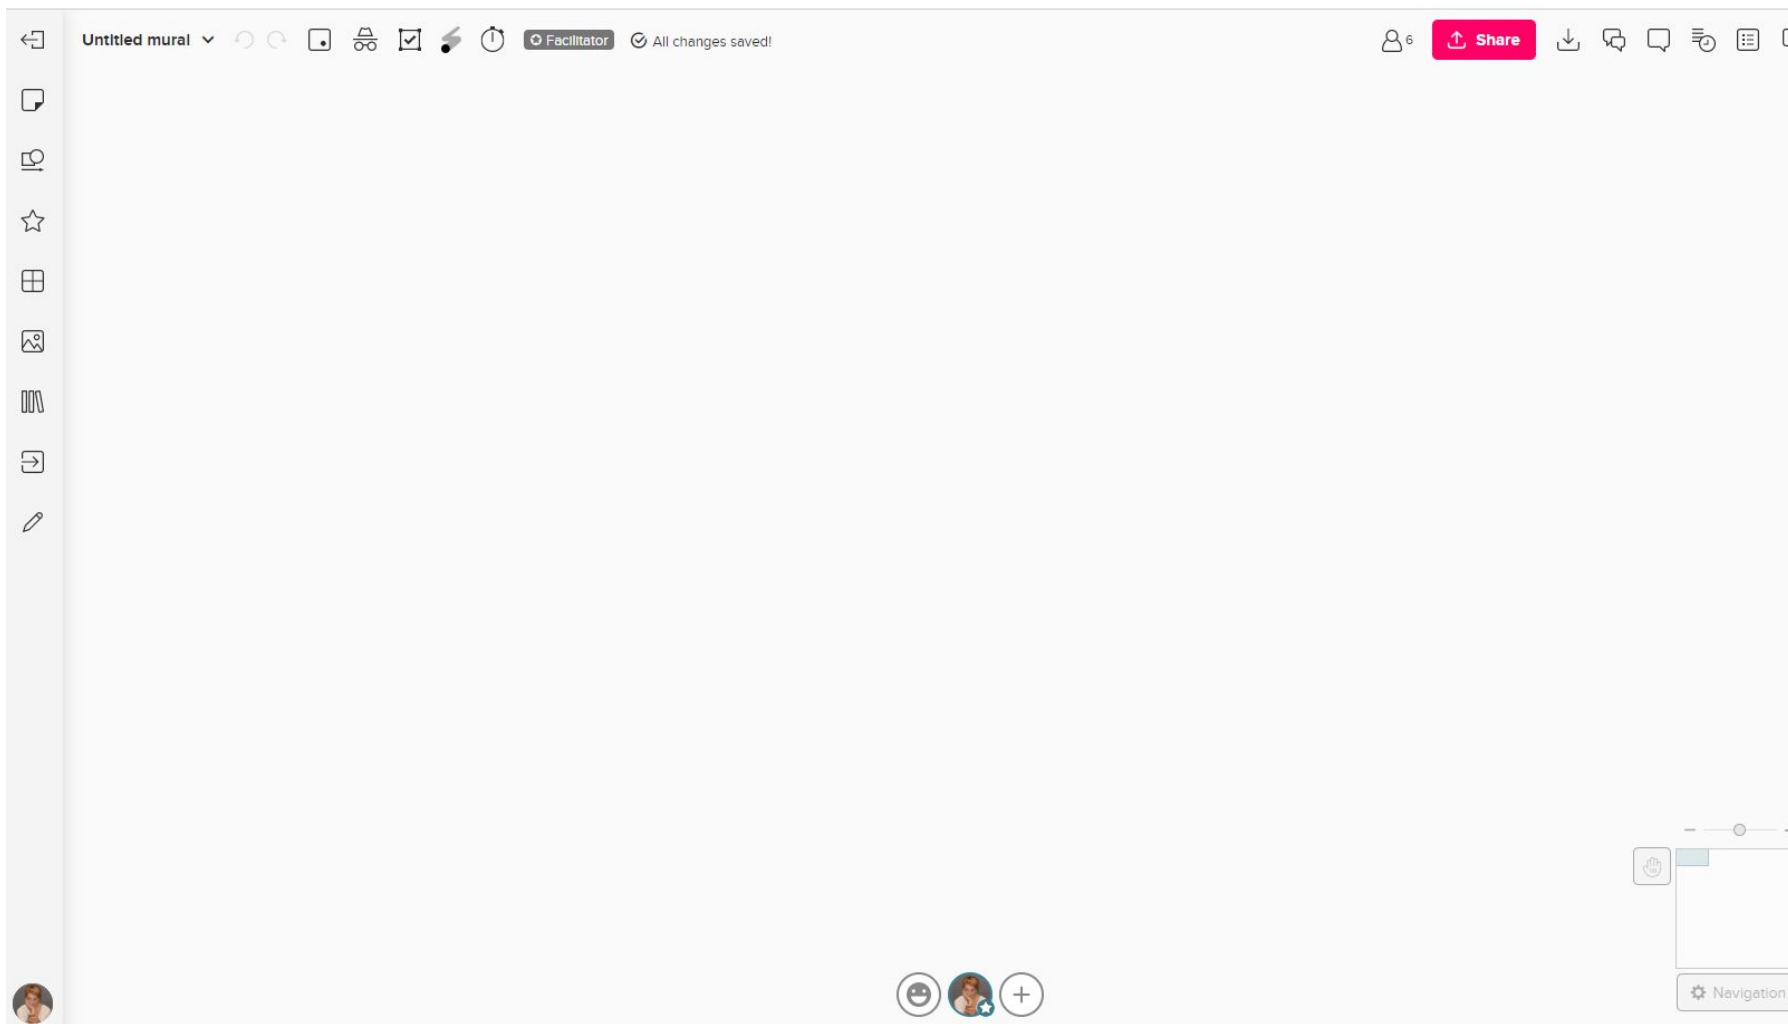 Untitled mural
Facilitator
All changes saved!
6
Share
Navigation